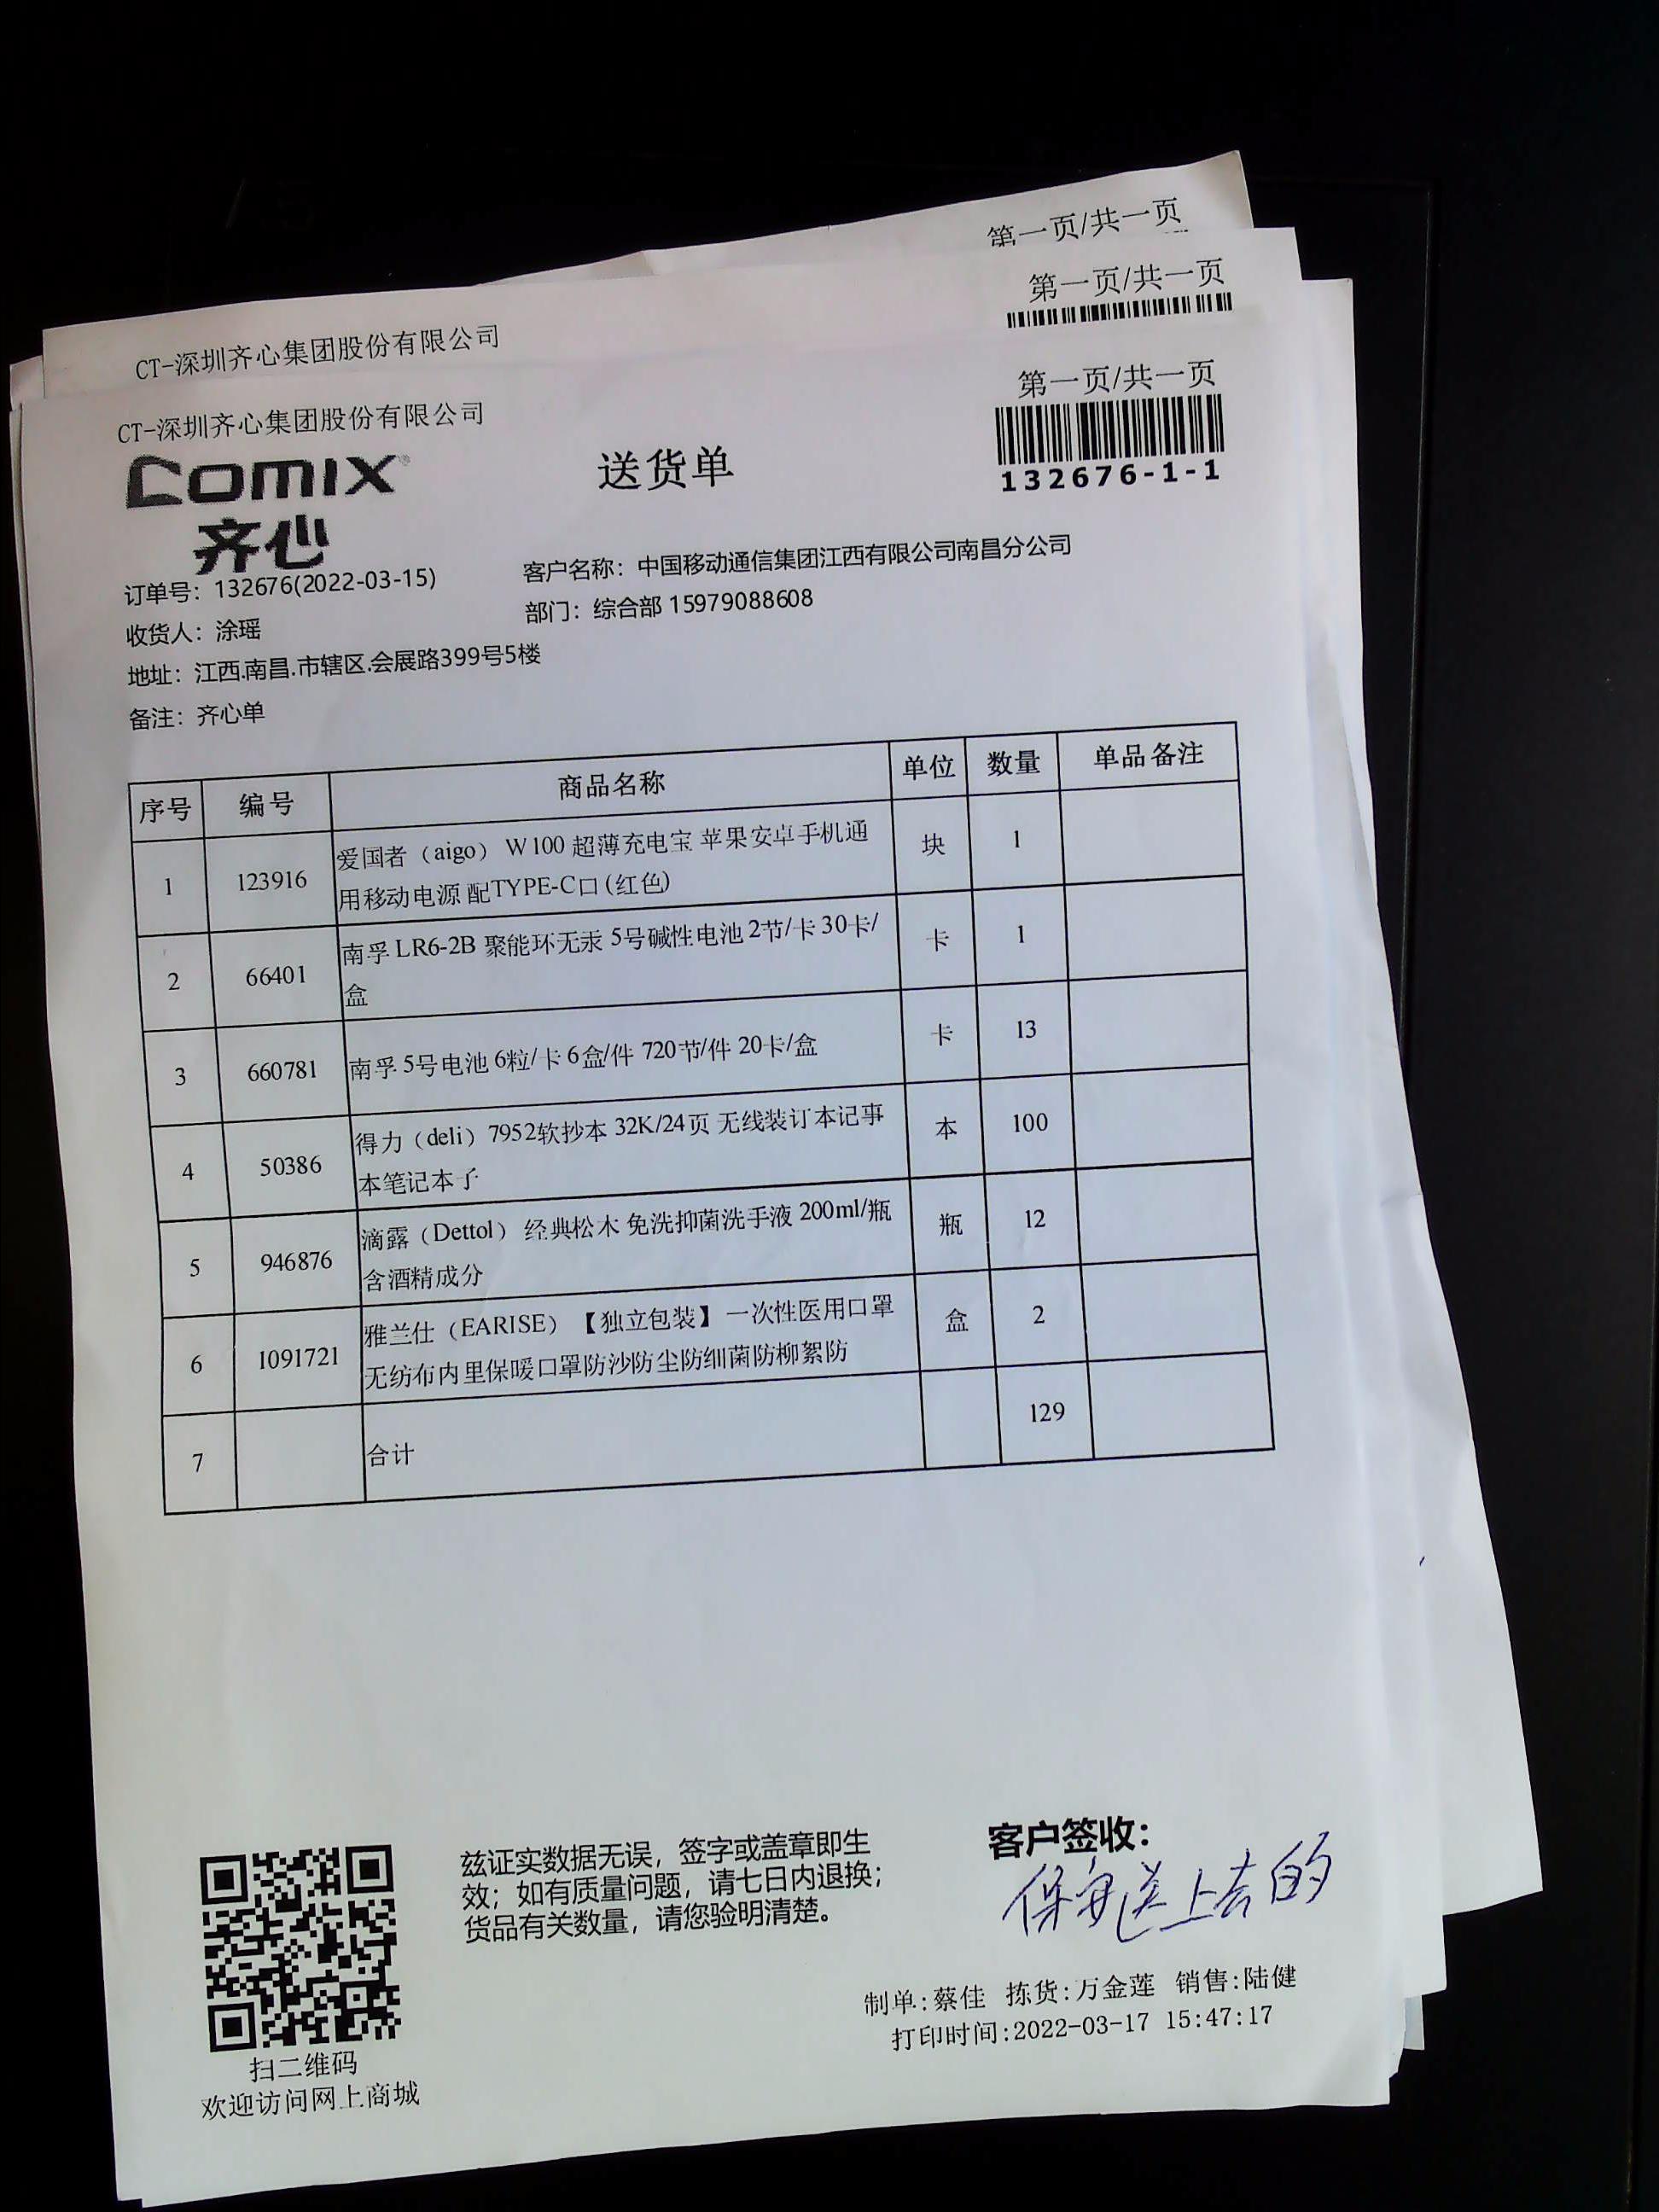 第一页/共一页
第一页/共一页
CT-深圳齐心集团股份有限公司
第一页/共一页
CT-深圳齐心集团股份有限公司
COMIX®
齐心
送货单
132676-1-1
订单号：132676(2022-03-15)
客户名称：中国移动通信集团江西有限公司南昌分公司
收货人：涂瑶
部门：综合部 15979088608
地址：江西.南昌.市辖区.会展路399号5楼
备注：齐心单
序号 编号 商品名称 单位 数量 单品备注
1 123916 爱国者（aigo） W100 超薄充电宝 苹果安卓手机通 块 1
用移动电源 配TYPE-C口 (红色)
2 66401 南孚 LR6-2B 聚能环无汞 5号碱性电池 2节/卡 30卡/ 卡 1
盒
3 660781 南孚 5号电池 6粒/卡 6盒/件 720节/件 20卡/盒 卡 13
4 50386 得力（deli）7952软抄本 32K/24页 无线装订本记事 本 100
本笔记本子
5 946876 滴露（Dettol） 经典松木 免洗抑菌洗手液 200ml/瓶 瓶 12
含酒精成分
6 1091721 雅兰仕（EARISE）【独立包装】一次性医用口罩 盒 2
无纺布内里保暖口罩防沙防尘防细菌防柳絮防
7 合计 129
兹证实数据无误，签字或盖章即生
效；如有质量问题，请七日内退换；
货品有关数量，请您验明清楚。
客户签收：
保安送上去的
制单:蔡佳 拣货:万金莲 销售:陆健
打印时间:2022-03-17 15:47:17
扫二维码
欢迎访问网上商城